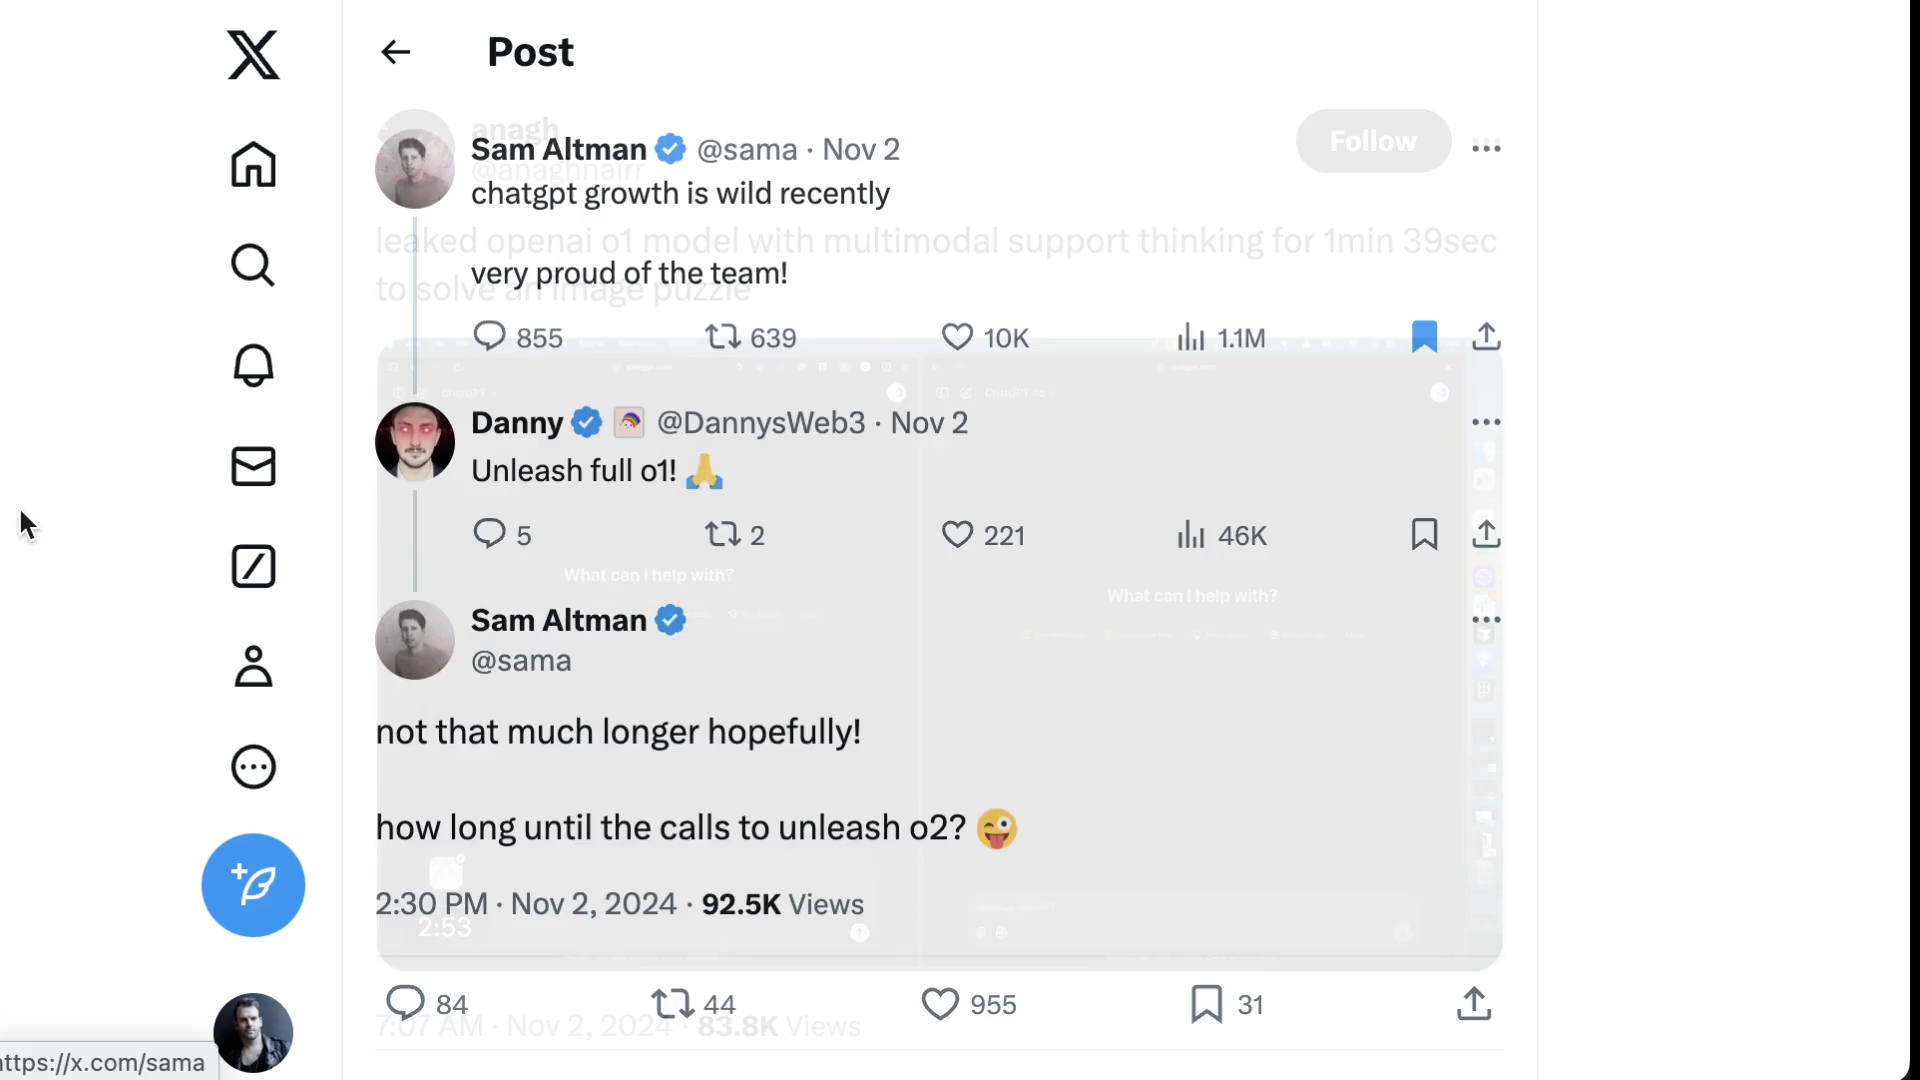 Post
anagh
Sam Altman @sama · Nov 2
Follow
@anaghnairr
chatgpt growth is wild recently
leaked openai o1 model with multimodal support thinking for 1min 39sec
very proud of the team!
to solve an image puzzle
855 639 10K 1.1M
Danny @DannysWeb3 · Nov 2
Unleash full o1! 🙏
5 2 221 46K
What can I help with?
What can I help with?
Sam Altman
@sama
not that much longer hopefully!
how long until the calls to unleash o2? 😜
2:30 PM · Nov 2, 2024 · 92.5K Views
2:53
84 44 955 31
7:07 AM · Nov 2, 2024 · 83.8K Views
ttps://x.com/sama